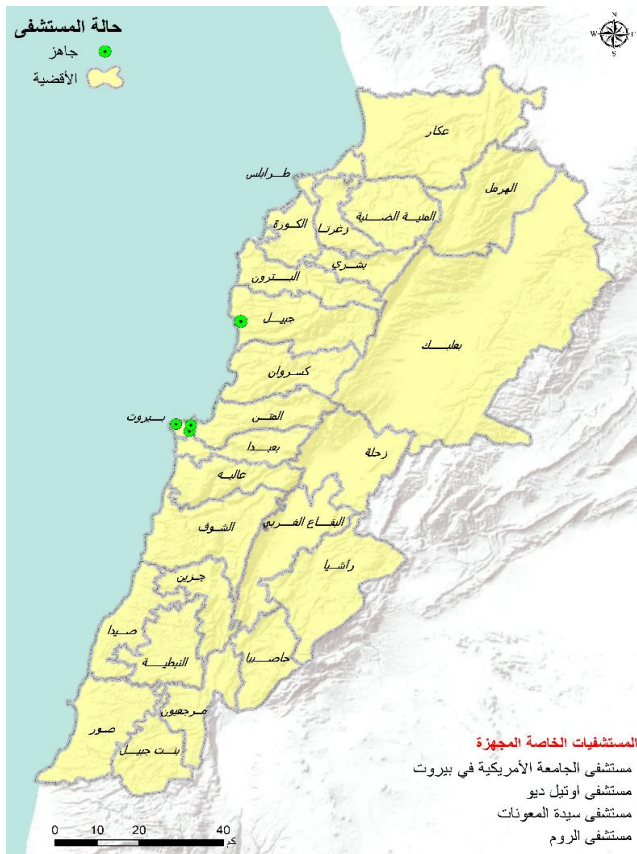 حالة المستشفى
جاهز
الأقضية
N
W
E
S
عكار
طرابلس
الهرمل
المنية الضنية
زغرتا
الكورة
بشري
البترون
جبيل
بعلبك
كسروان
المتن
بيروت
بعبدا
زحلة
عاليه
البقاع الغربي
الشوف
راشيا
جزين
صيدا
حاصبيا
النبطية
مرجعيون
صور
بنت جبيل
المستشفيات الخاصة المجهزة
مستشفى الجامعة الأمريكية في بيروت
مستشفى اوتيل ديو
مستشفى سيدة المعونات
مستشفى الروم
0 10 20 40
كم